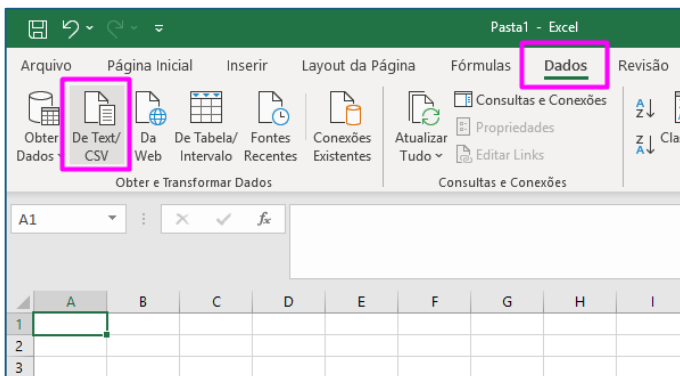 Pasta1 - Excel
Arquivo Página Inicial Inserir Layout da Página Fórmulas Dados Revisão
Obter Dados
De Text/ CSV
Da Web
De Tabela/ Intervalo
Fontes Recentes
Conexões Existentes
Obter e Transformar Dados
Atualizar Tudo
Consultas e Conexões
Propriedades
Editar Links
Consultas e Conexões
A1
fx
A B C D E F G H I
1
2
3